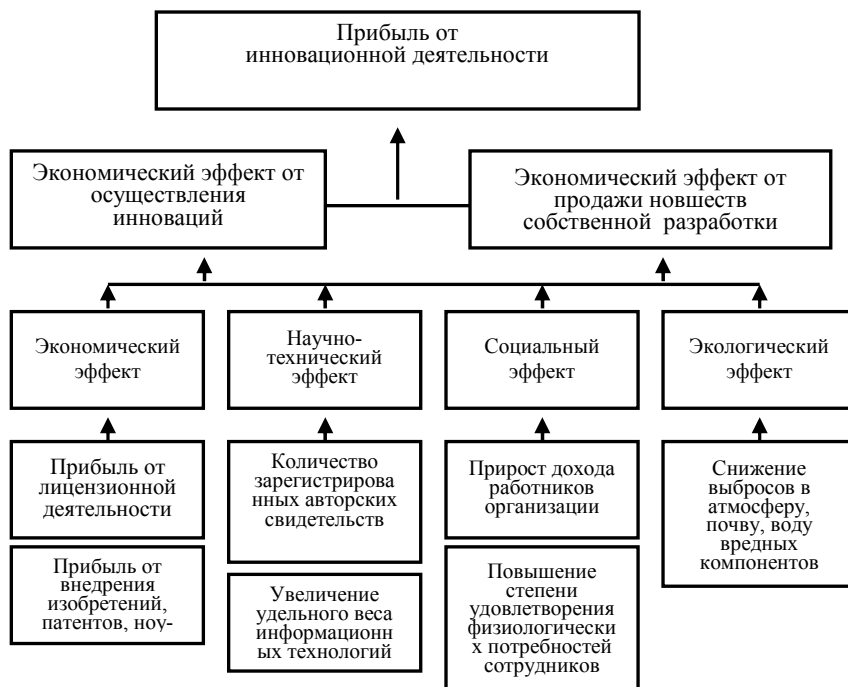 Прибыль от
инновационной деятельности
Экономический эффект от
осуществления
инноваций
Экономический эффект от
продажи новшеств
собственной разработки
Экономический
эффект
Научно-
технический
эффект
Социальный
эффект
Экологический
эффект
Прибыль от
лицензионной
деятельности
Количество
зарегистрирова
нных авторских
свидетельств
Прирост дохода
работников
организации
Снижение
выбросов в
атмосферу,
почву, воду
вредных
компонентов
Прибыль от
внедрения
изобретений,
патентов, ноу-
Увеличение
удельного веса
информационн
ых технологий
Повышение
степени
удовлетворения
физиологически
х потребностей
сотрудников